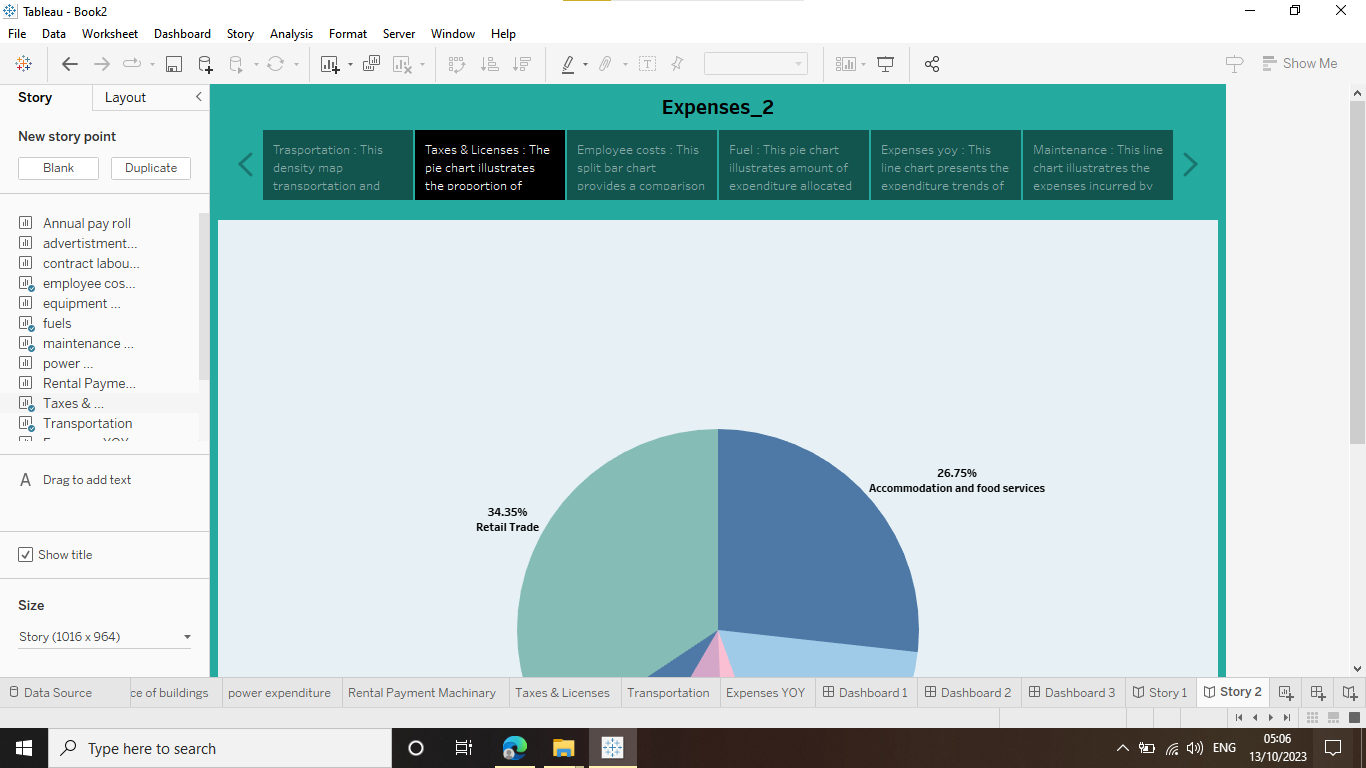 Tableau - Book2
File Data Worksheet Dashboard Story Analysis Format Server Window Help
Show Me
Story Layout
New story point
Blank Duplicate
Annual pay roll
advertistment...
contract labou...
employee cos...
equipment ...
fuels
maintenance ...
power ...
Rental Payme...
Taxes & ...
Transportation
A Drag to add text
Show title
Size
Story (1016 x 964)
Expenses_2
Trasportation : This
density map
transportation and
Taxes & Licenses : The
pie chart illustrates
the proportion of
Employee costs : This
split bar chart
provides a comparison
Fuel : This pie chart
illustrates amount of
expenditure allocated
Expenses yoy : This
line chart presents the
expenditure trends of
Maintenance : This line
chart illustratres the
expenses incurred by
26.75%
Accommodation and food services
34.35%
Retail Trade
Data Source ce of buildings power expenditure Rental Payment Machinary Taxes & Licenses Transportation Expenses YOY Dashboard 1 Dashboard 2 Dashboard 3 Story 1 Story 2
Type here to search
ENG
05:06
13/10/2023